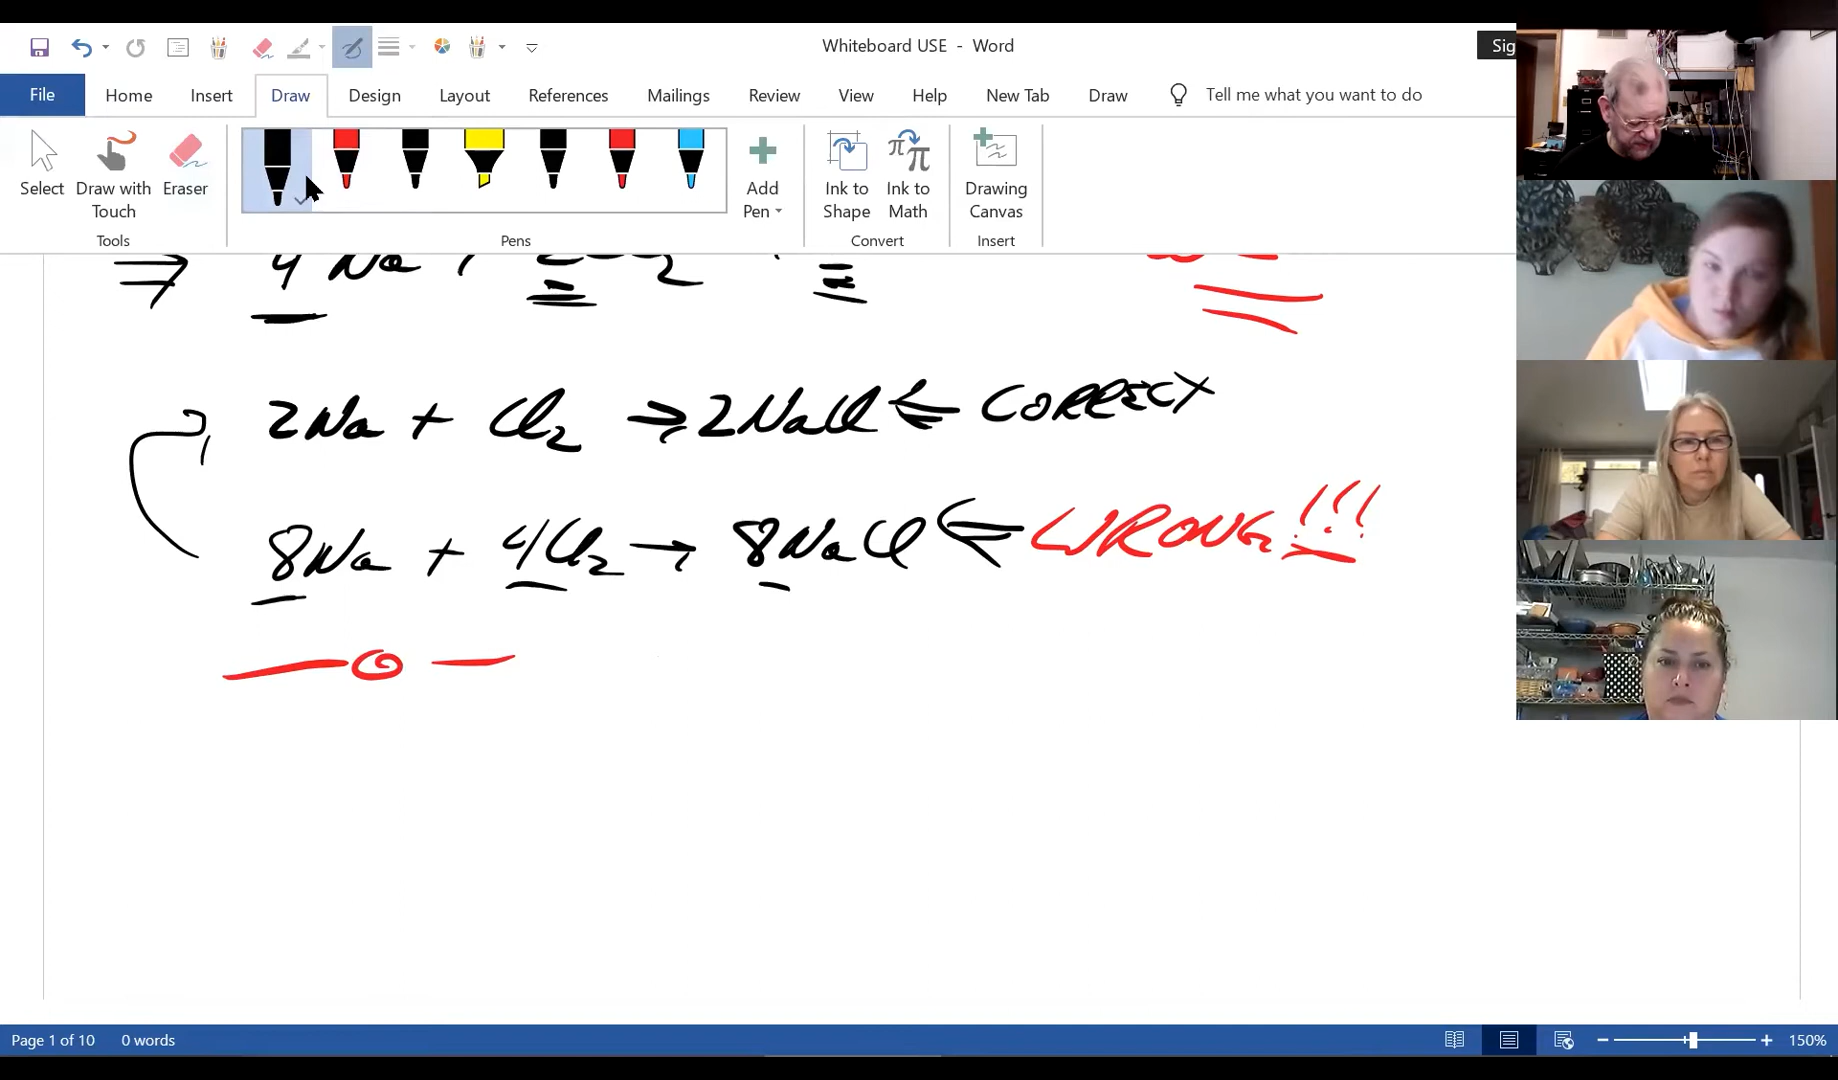 Whiteboard USE - Word
Sig
File Home Insert Draw Design Layout References Mailings Review View Help New Tab Draw Tell me what you want to do
Select Draw with Touch Eraser
Add Pen
Ink to Shape Ink to Math
Drawing Canvas
Tools Pens Convert Insert
⇒ 4 Na +
2Na + Cl₂ → 2NaCl ⇐ CORRECT
8Na + 4Cl₂ → 8NaCl ⇐ WRONG!!!
Page 1 of 10 0 words 150%